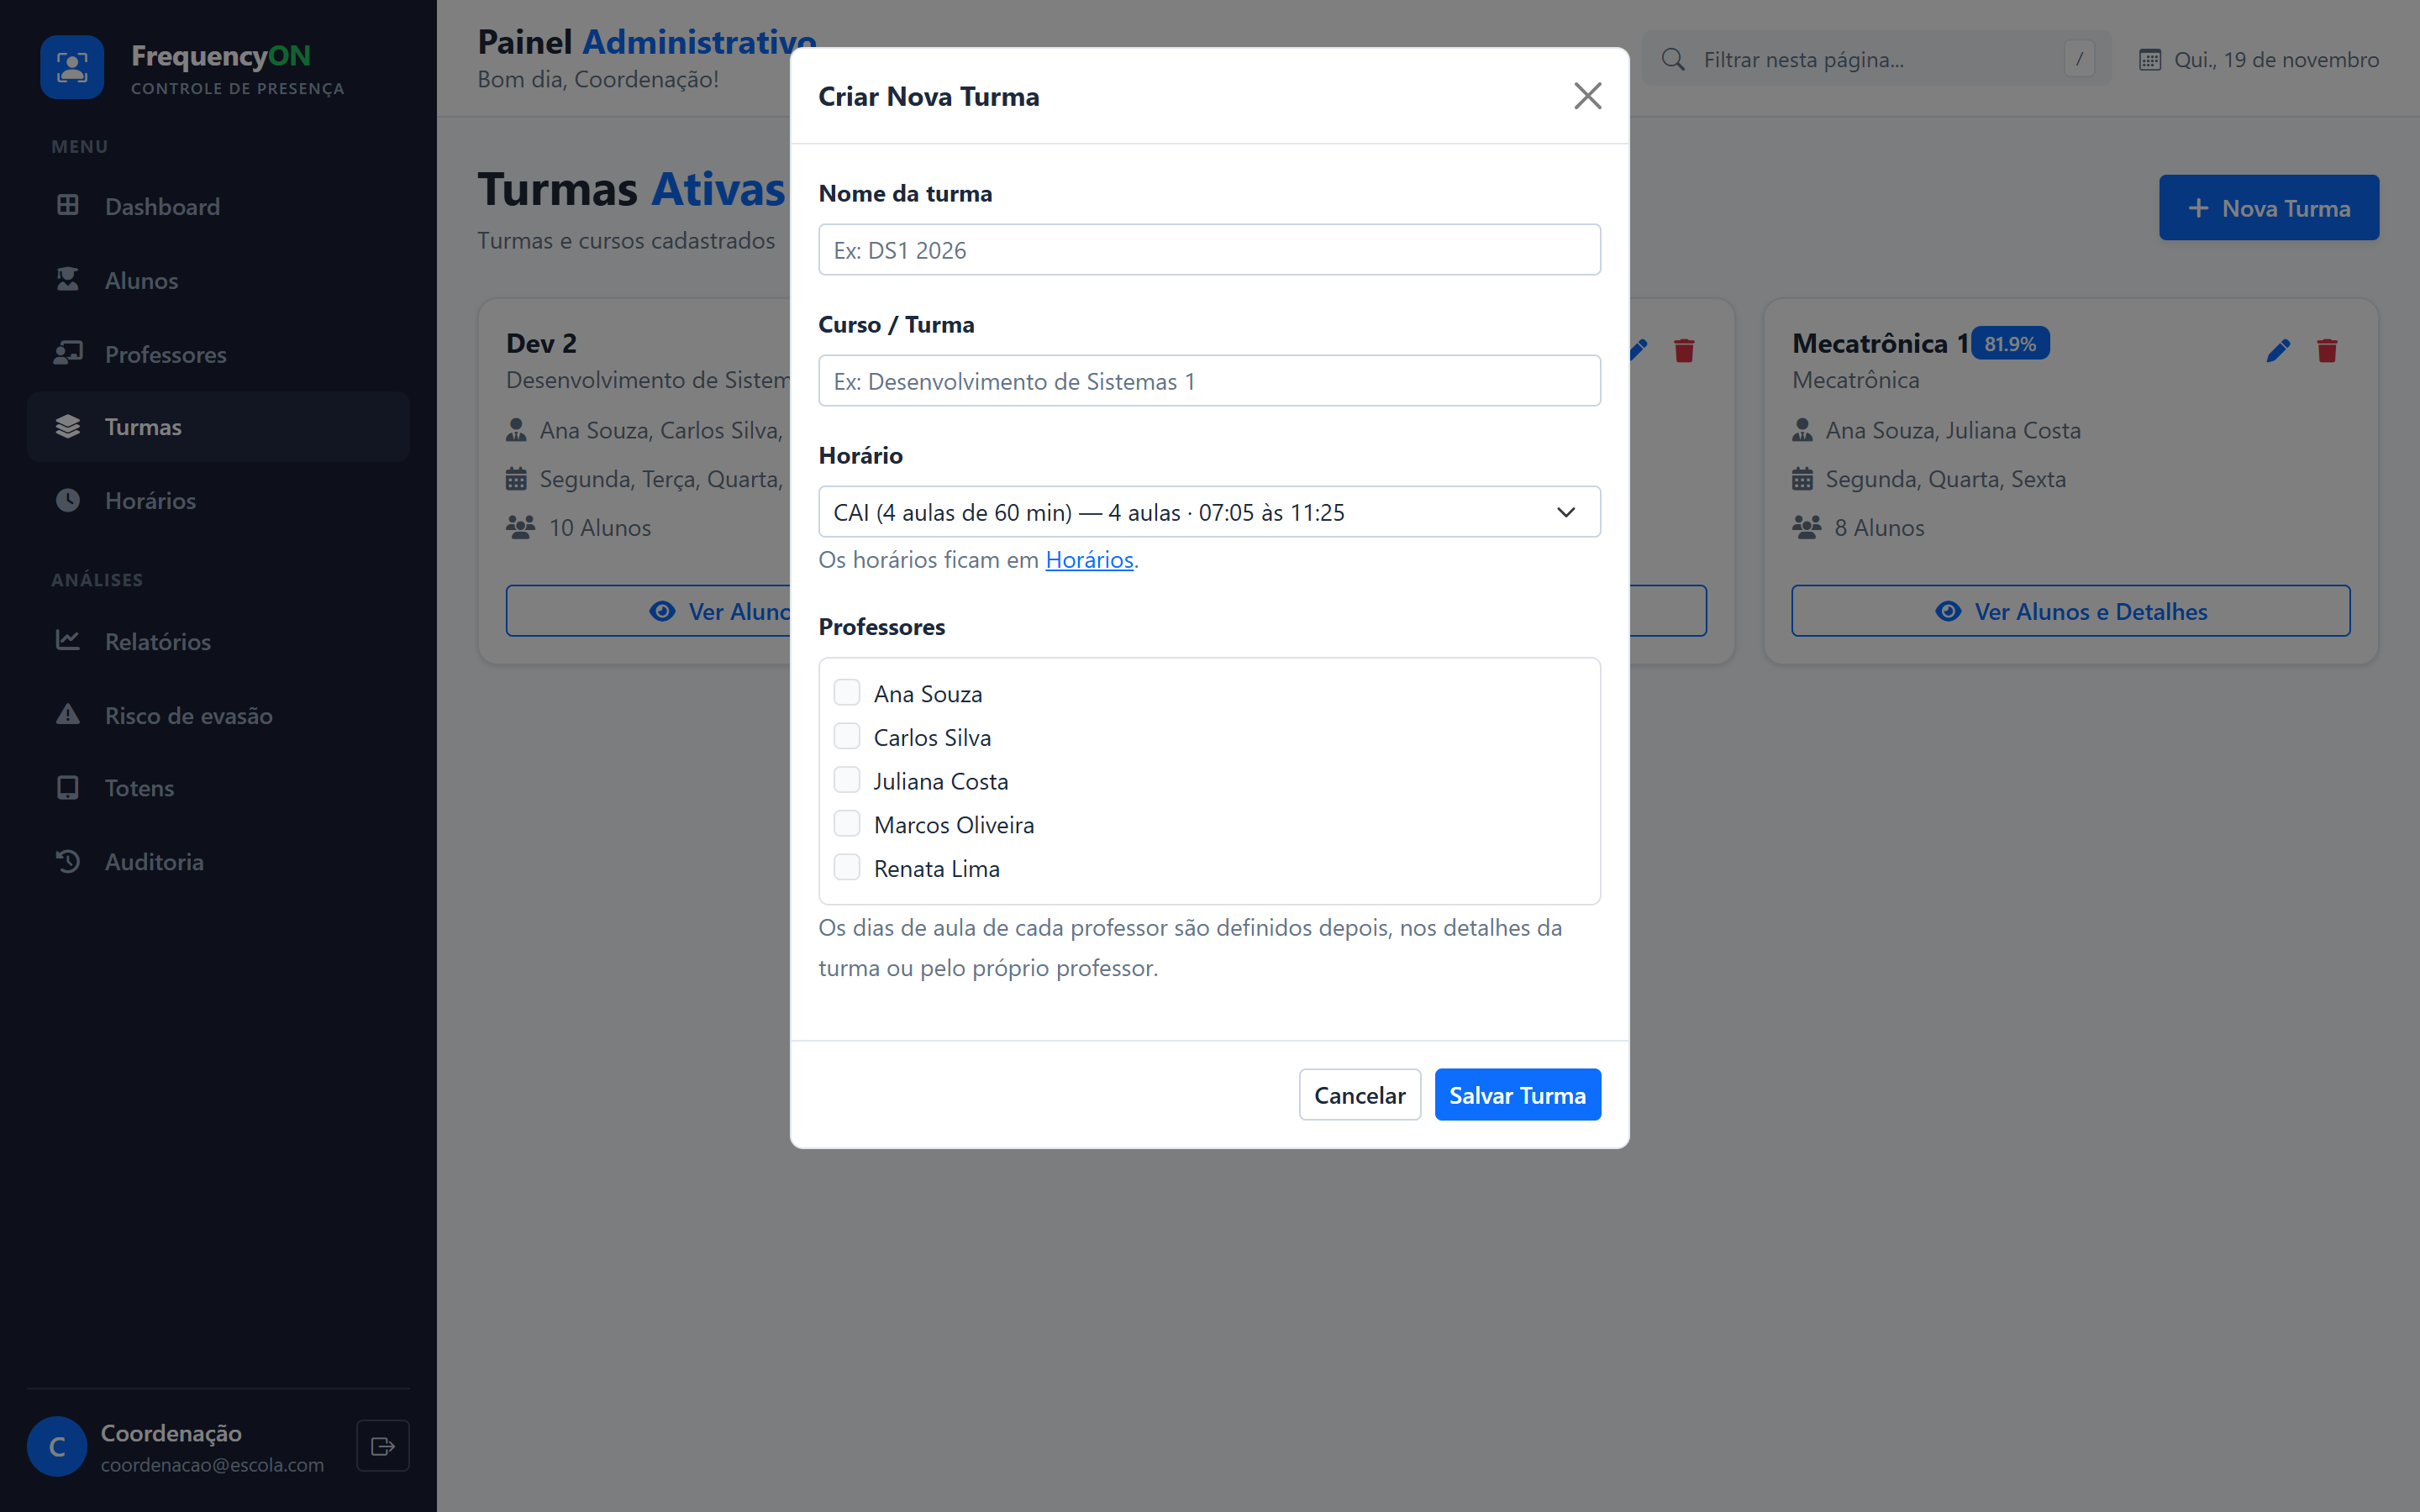 FrequencyON
CONTROLE DE PRESENÇA
MENU
Dashboard
Alunos
Professores
Turmas
Horários
ANÁLISES
Relatórios
Risco de evasão
Totens
Auditoria
C
Coordenação
coordenacao@escola.com
Painel Administrativo
Bom dia, Coordenação!
Filtrar nesta página...
/
Qui., 19 de novembro
Turmas Ativas
Turmas e cursos cadastrados
Nova Turma
Dev 2
Desenvolvimento de Sistem
Ana Souza, Carlos Silva,
Segunda, Terça, Quarta,
10 Alunos
Ver Aluno
Mecatrônica 1
81.9%
Mecatrônica
Ana Souza, Juliana Costa
Segunda, Quarta, Sexta
8 Alunos
Ver Alunos e Detalhes
Criar Nova Turma
Nome da turma
Ex: DS1 2026
Curso / Turma
Ex: Desenvolvimento de Sistemas 1
Horário
CAI (4 aulas de 60 min) — 4 aulas · 07:05 às 11:25
Os horários ficam em Horários.
Professores
Ana Souza
Carlos Silva
Juliana Costa
Marcos Oliveira
Renata Lima
Os dias de aula de cada professor são definidos depois, nos detalhes da
turma ou pelo próprio professor.
Cancelar
Salvar Turma